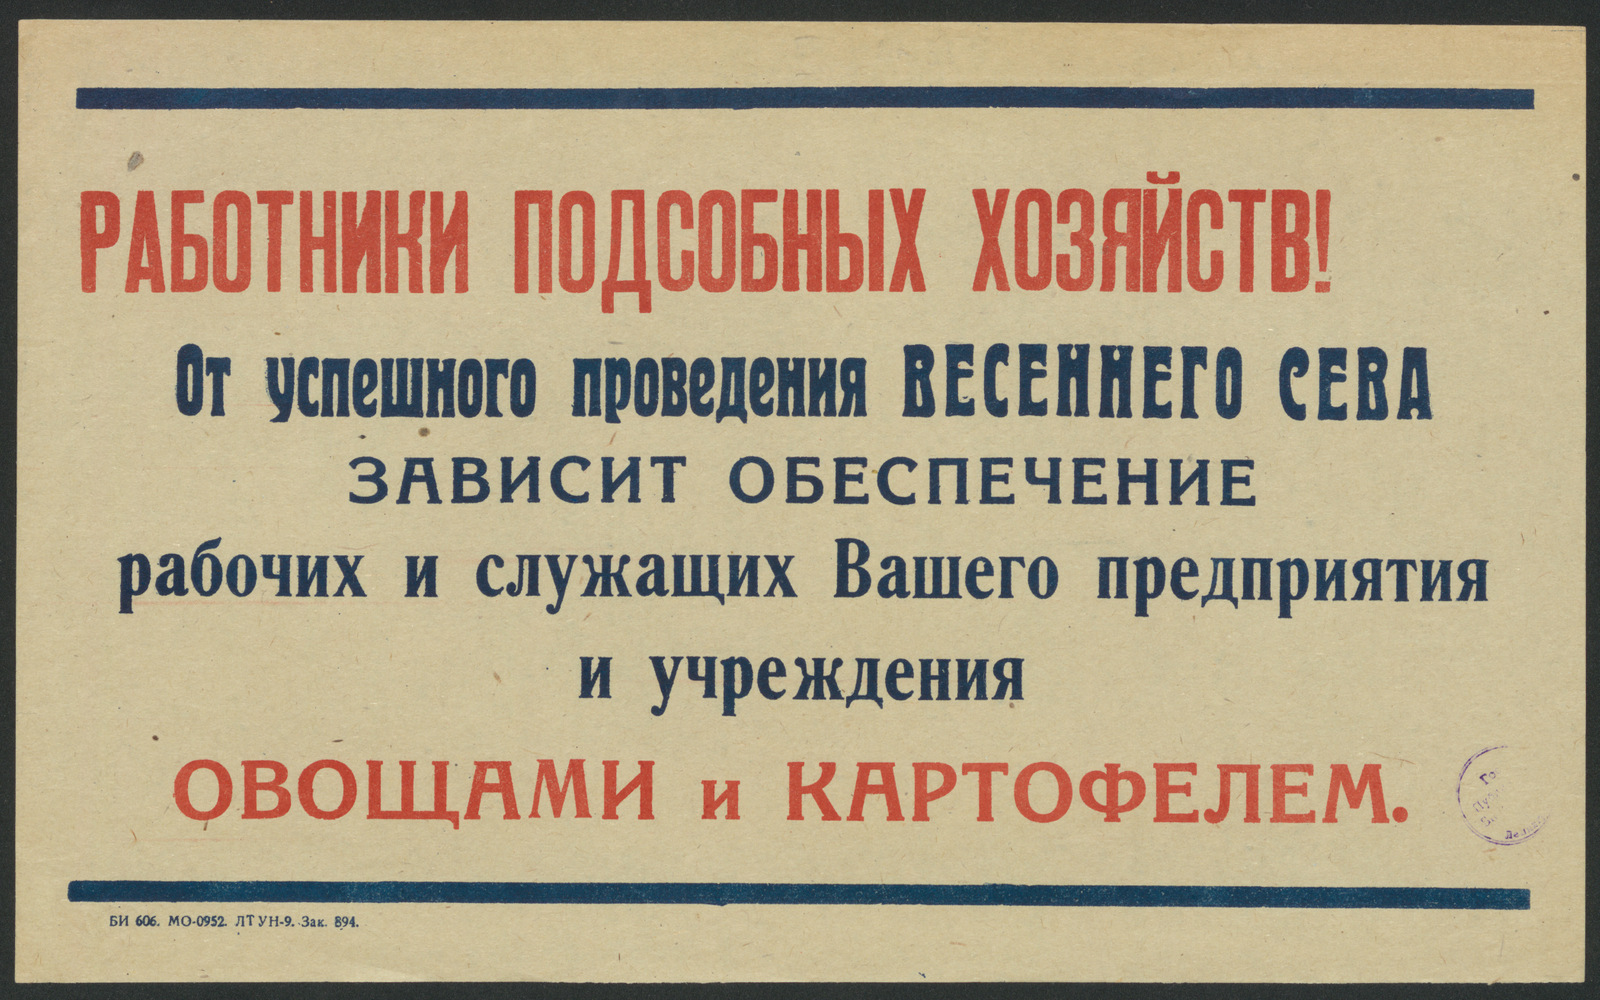 РАБОТНИКИ ПОДСОБНЫХ ХОЗЯЙСТВ!
От успешного проведения ВЕСЕННЕГО СЕВА
ЗАВИСИТ ОБЕСПЕЧЕНИЕ
рабочих и служащих Вашего предприятия
и учреждения
ОВОЩАМИ и КАРТОФЕЛЕМ.
БИ 606. МО-0952. ЛТУН-9. Зак. 894.